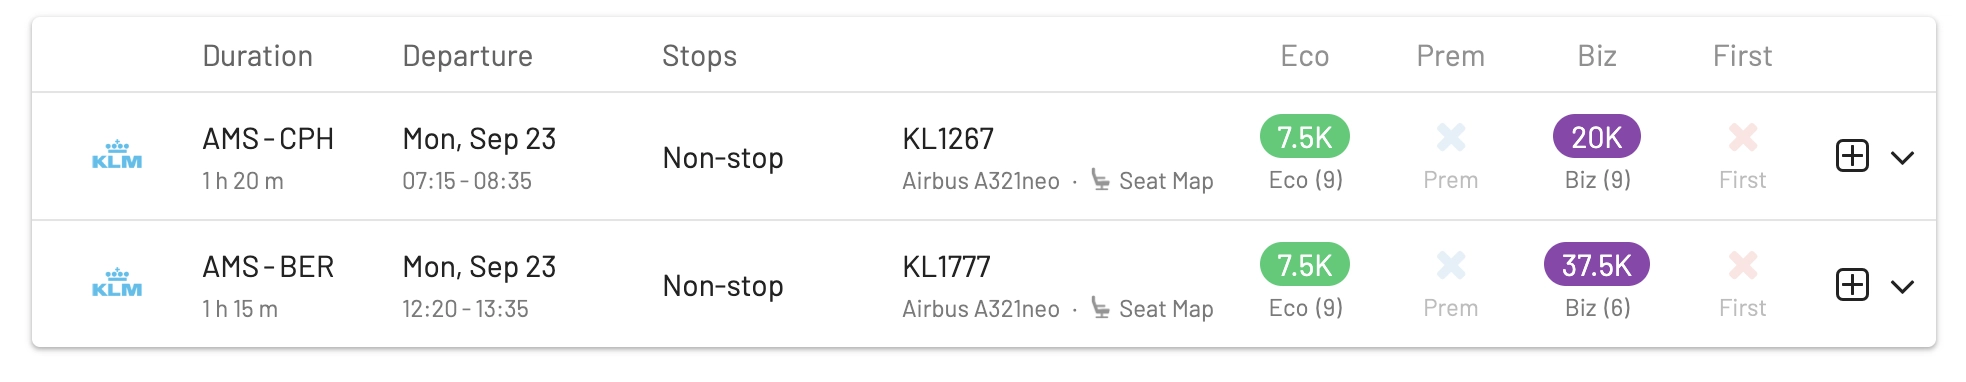 Duration Departure Stops Eco Prem Biz First
KLM AMS-CPH Mon, Sep 23 Non-stop KL1267 7.5K 20K
1 h 20 m 07:15-08:35 Airbus A321neo · Seat Map Eco (9) Prem Biz (9) First
KLM AMS-BER Mon, Sep 23 Non-stop KL1777 7.5K 37.5K
1 h 15 m 12:20-13:35 Airbus A321neo · Seat Map Eco (9) Prem Biz (6) First